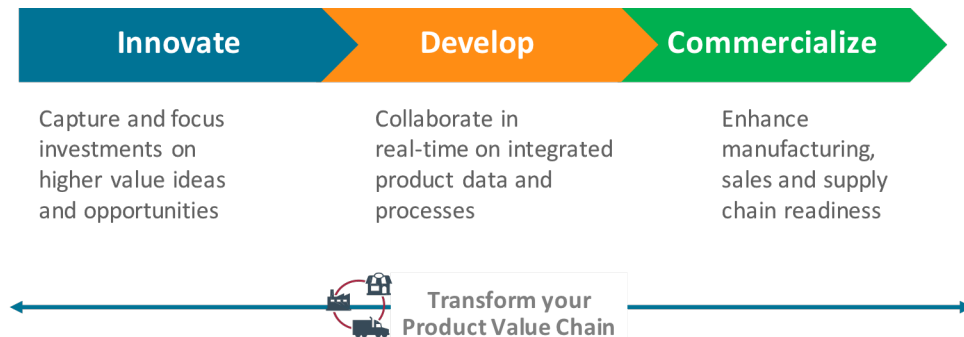 Innovate
Develop
Commercialize
Capture and focus
investments on
higher value ideas
and opportunities
Collaborate in
real-time on integrated
product data and
processes
Enhance
manufacturing,
sales and supply
chain readiness
Transform your
Product Value Chain